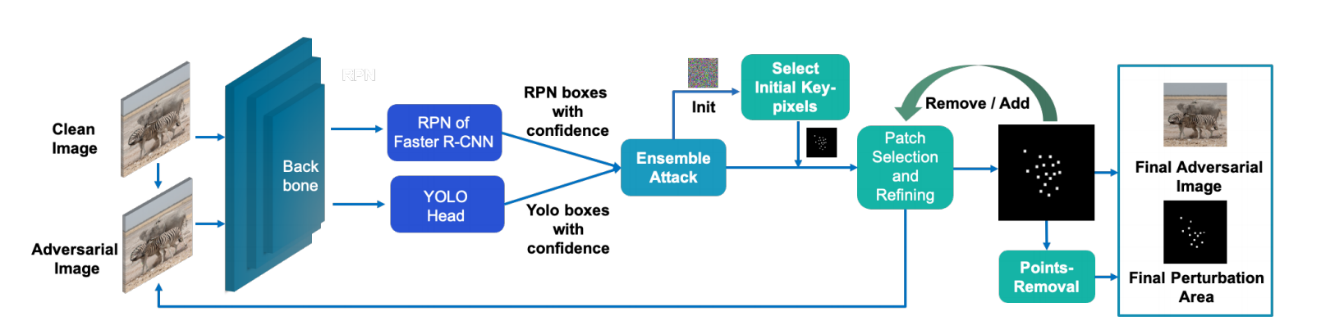 Clean
Image
Adversarial
Image
RPN
Back
bone
RPN of
Faster R-CNN
YOLO
Head
RPN boxes
with
confidence
Yolo boxes
with
confidence
Ensemble
Attack
Init
Select
Initial Key-
pixels
Remove / Add
Patch
Selection
and
Refining
Points-
Removal
Final Adversarial
Image
Final Perturbation
Area